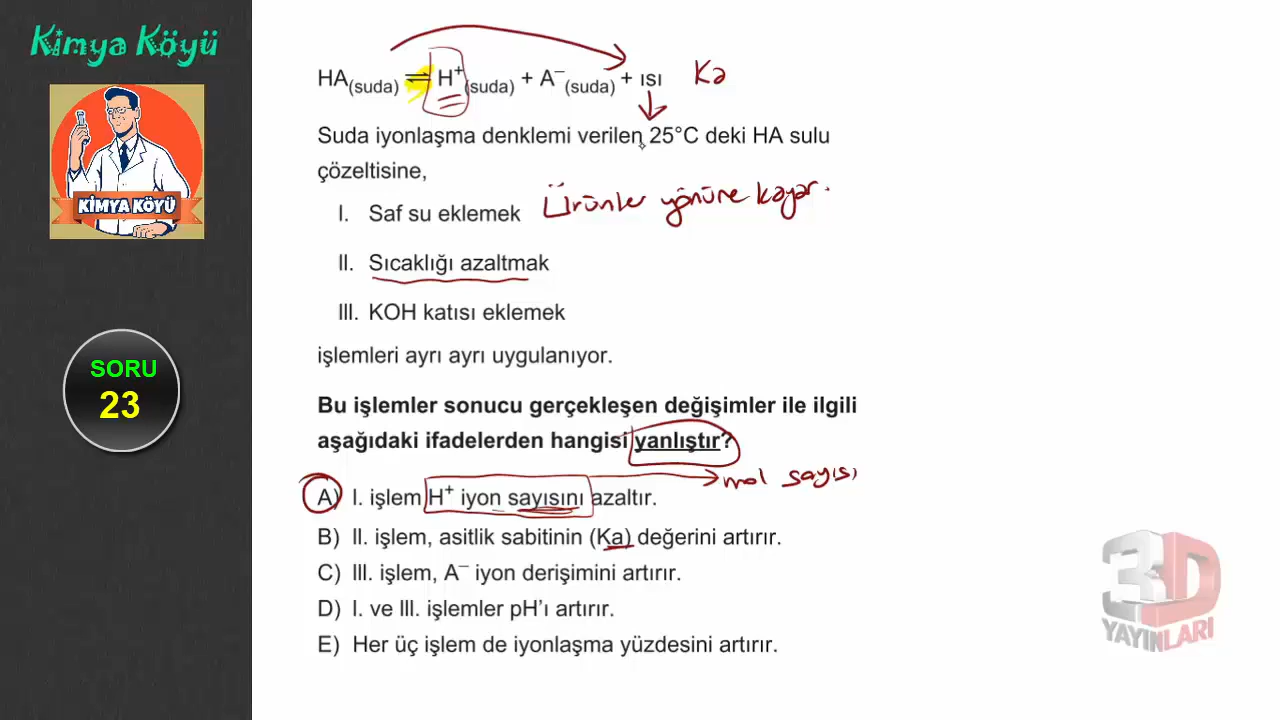 Kimya Köyü
KİMYA KÖYÜ
SORU
23
HA(suda) ⇌ H⁺(suda) + A⁻(suda) + ısı Ka
Suda iyonlaşma denklemi verilen 25°C deki HA sulu
çözeltisine,
I. Saf su eklemek Ürünler yönüne kayar.
II. Sıcaklığı azaltmak
III. KOH katısı eklemek
işlemleri ayrı ayrı uygulanıyor.
Bu işlemler sonucu gerçekleşen değişimler ile ilgili
aşağıdaki ifadelerden hangisi yanlıştır?
mol sayısı
A) I. işlem H⁺ iyon sayısını azaltır.
B) II. işlem, asitlik sabitinin (Ka) değerini artırır.
C) III. işlem, A⁻ iyon derişimini artırır.
D) I. ve III. işlemler pH’ı artırır.
E) Her üç işlem de iyonlaşma yüzdesini artırır.
3D
YAYINLARI